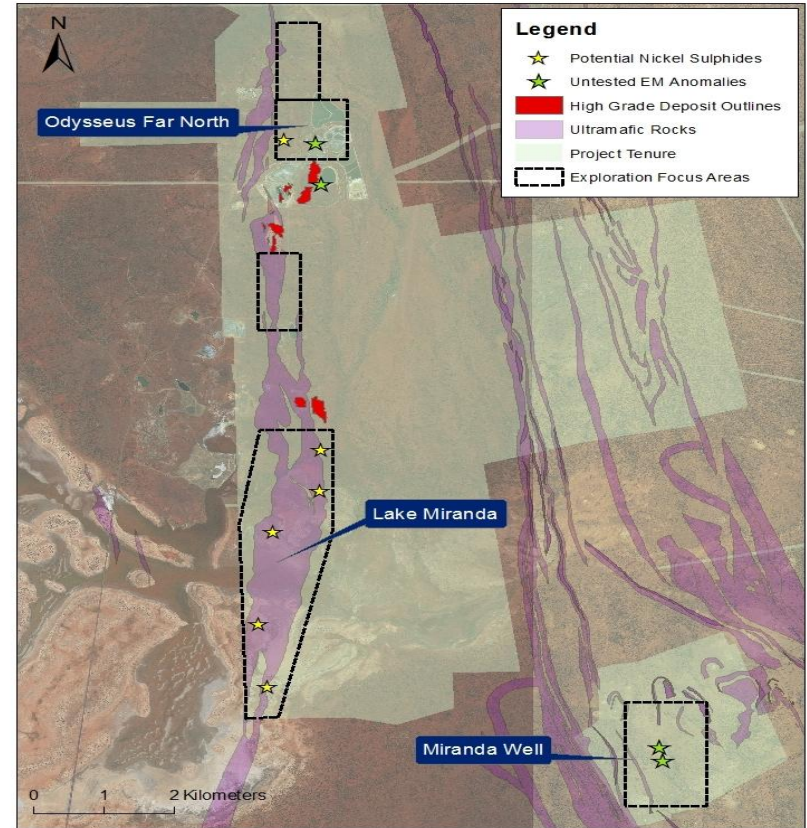 N
Legend
Potential Nickel Sulphides
Untested EM Anomalies
High Grade Deposit Outlines
Ultramafic Rocks
Project Tenure
Exploration Focus Areas
Odysseus Far North
Lake Miranda
Miranda Well
0 1 2 Kilometers